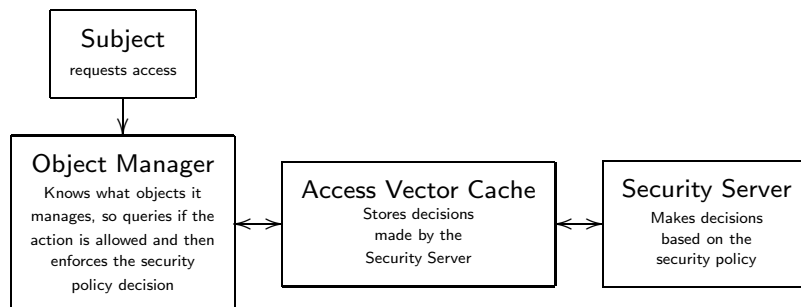 Subject
requests access
Object Manager
Knows what objects it
manages, so queries if the
action is allowed and then
enforces the security
policy decision
Access Vector Cache
Stores decisions
made by the
Security Server
Security Server
Makes decisions
based on the
security policy